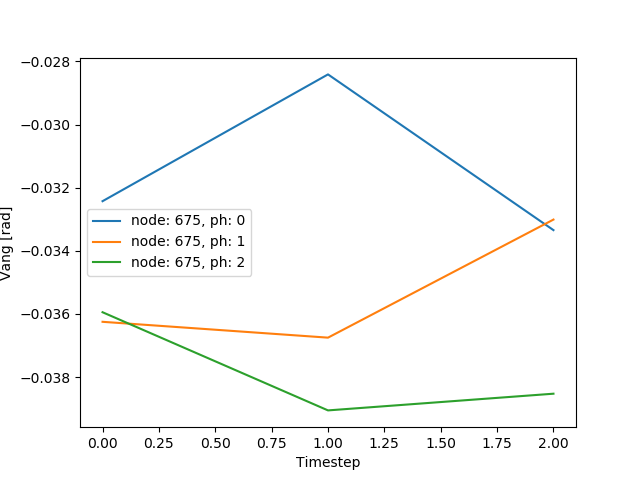 −0.028
−0.030
−0.032
−0.034
−0.036
−0.038
Vang [rad]
node: 675, ph: 0
node: 675, ph: 1
node: 675, ph: 2
0.00 0.25 0.50 0.75 1.00 1.25 1.50 1.75 2.00
Timestep